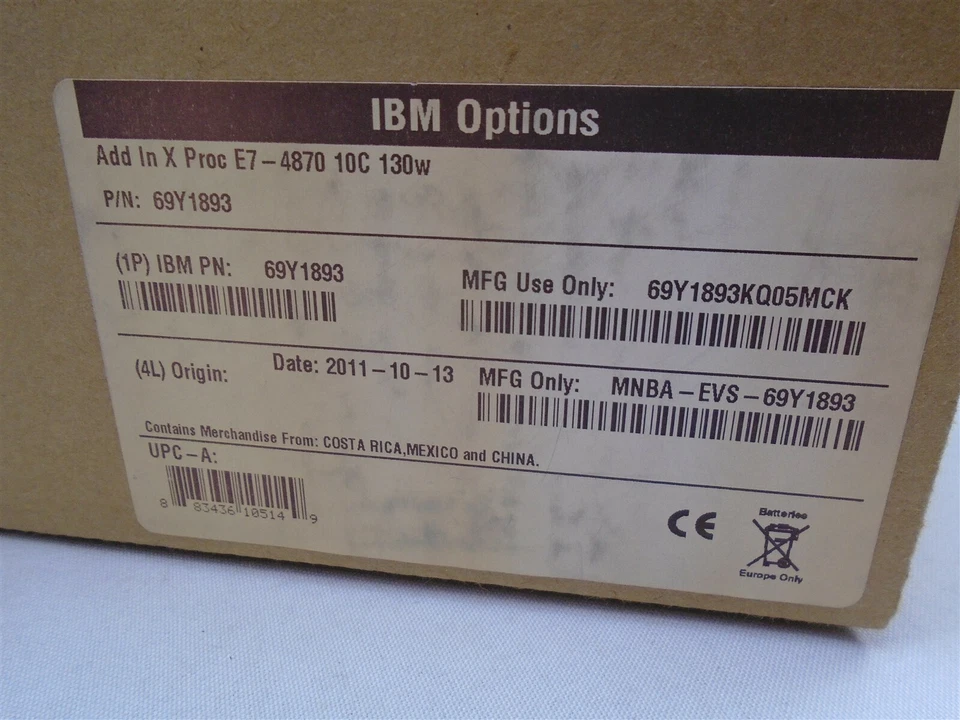 IBM Options
Add In X Proc E7-4870 10C 130w
P/N: 69Y1893
(1P) IBM PN: 69Y1893
MFG Use Only: 69Y1893KQ05MCK
(4L) Origin:
Date: 2011-10-13
MFG Only: MNBA-EVS-69Y1893
Contains Merchandise From: COSTA RICA,MEXICO and CHINA.
UPC-A:
8 83436 10514 9
CE
Batteries
Europe Only